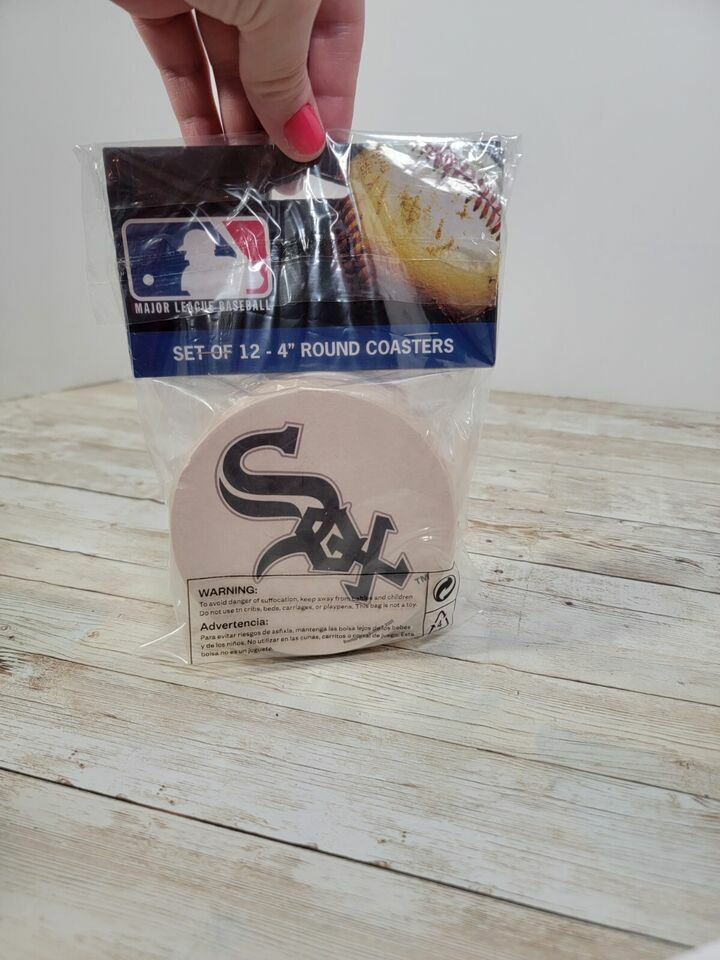 MAJOR LEAGUE BASEBALL
SET OF 12 - 4" ROUND COASTERS
Sox
TM
WARNING:
To avoid danger of suffocation, keep away from babies and children
Do not use in cribs, beds, carriages, or playpens. This bag is not a toy.
Advertencia:
Para evitar riesgos de asfixia, mantenga las bolsa lejos de los bebes
y de los niños. No utilizar en las cunas, carritos o corral de juego. Esta
bolsa no es un juguete.